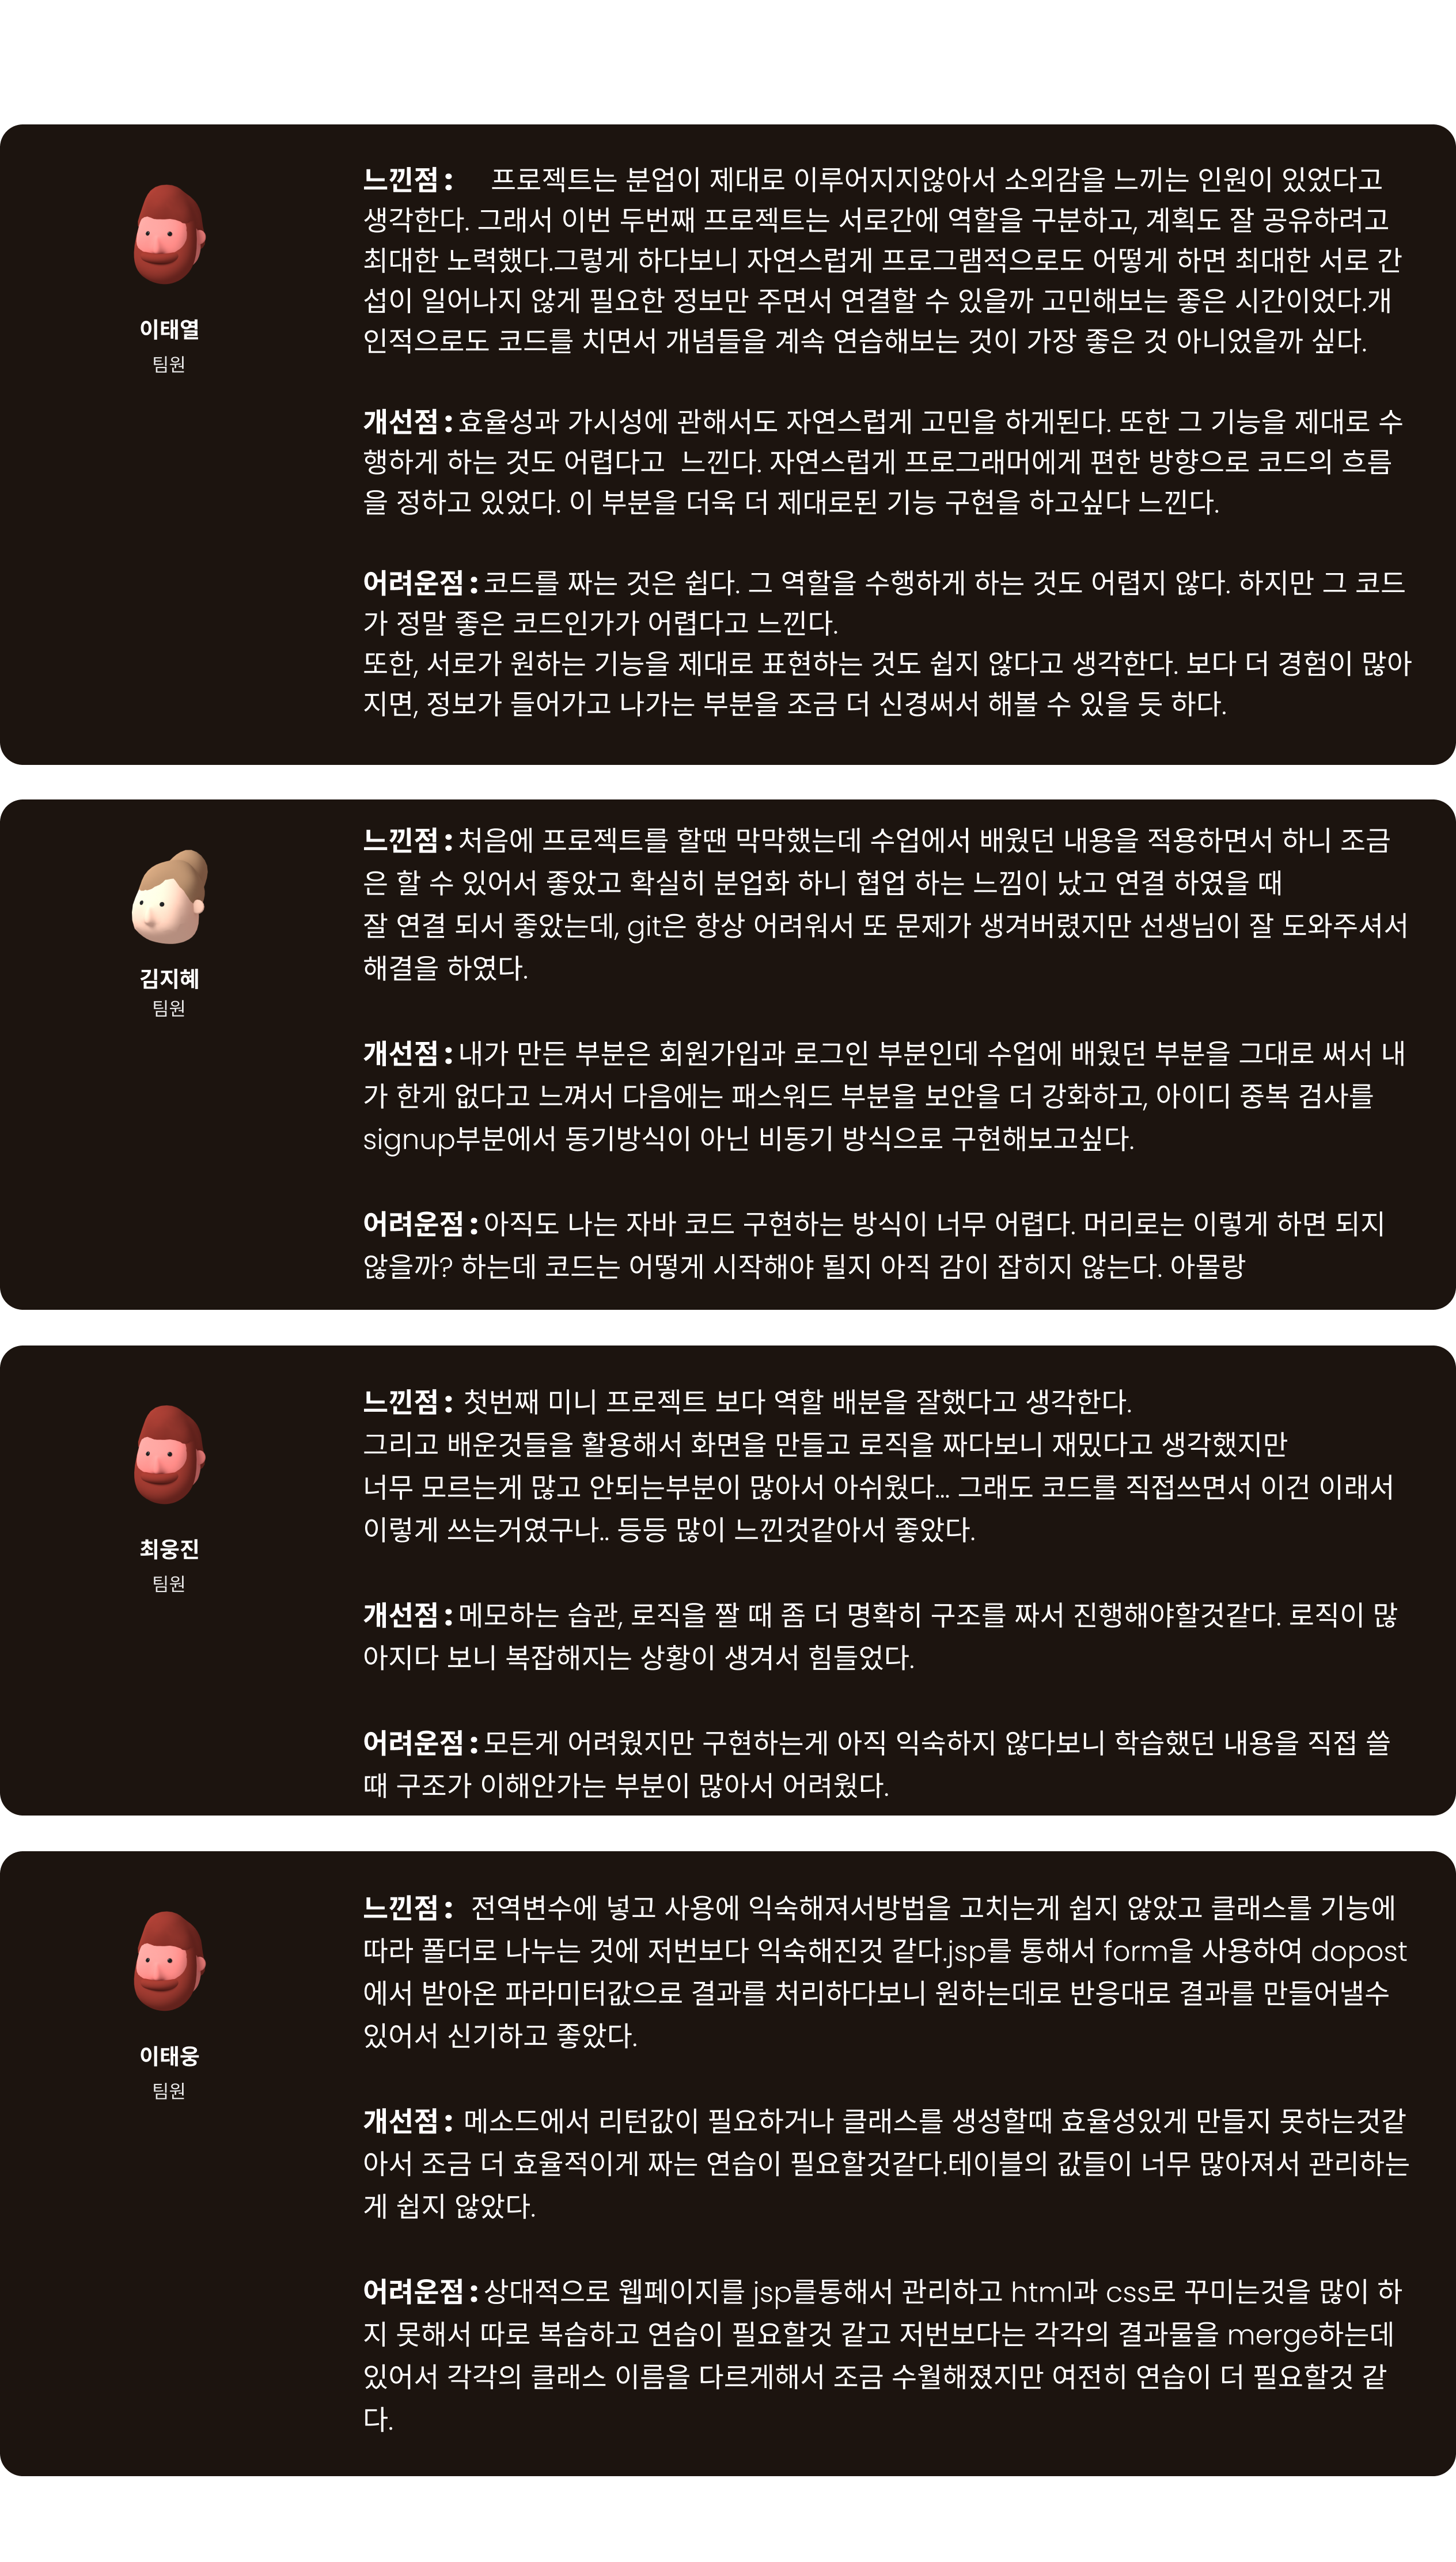 느낀점 : 프로젝트는 분업이 제대로 이루어지지않아서 소외감을 느끼는 인원이 있었다고
생각한다. 그래서 이번 두번째 프로젝트는 서로간에 역할을 구분하고, 계획도 잘 공유하려고
최대한 노력했다.그렇게 하다보니 자연스럽게 프로그램적으로도 어떻게 하면 최대한 서로 간
섭이 일어나지 않게 필요한 정보만 주면서 연결할 수 있을까 고민해보는 좋은 시간이었다.개
인적으로도 코드를 치면서 개념들을 계속 연습해보는 것이 가장 좋은 것 아니었을까 싶다.
이태열
팀원
개선점 : 효율성과 가시성에 관해서도 자연스럽게 고민을 하게된다. 또한 그 기능을 제대로 수
행하게 하는 것도 어렵다고 느낀다. 자연스럽게 프로그래머에게 편한 방향으로 코드의 흐름
을 정하고 있었다. 이 부분을 더욱 더 제대로된 기능 구현을 하고싶다 느낀다.
어려운점 : 코드를 짜는 것은 쉽다. 그 역할을 수행하게 하는 것도 어렵지 않다. 하지만 그 코드
가 정말 좋은 코드인가가 어렵다고 느낀다.
또한, 서로가 원하는 기능을 제대로 표현하는 것도 쉽지 않다고 생각한다. 보다 더 경험이 많아
지면, 정보가 들어가고 나가는 부분을 조금 더 신경써서 해볼 수 있을 듯 하다.
느낀점 : 처음에 프로젝트를 할땐 막막했는데 수업에서 배웠던 내용을 적용하면서 하니 조금
은 할 수 있어서 좋았고 확실히 분업화 하니 협업 하는 느낌이 났고 연결 하였을 때
잘 연결 되서 좋았는데, git은 항상 어려워서 또 문제가 생겨버렸지만 선생님이 잘 도와주셔서
해결을 하였다.
김지혜
팀원
개선점 : 내가 만든 부분은 회원가입과 로그인 부분인데 수업에 배웠던 부분을 그대로 써서 내
가 한게 없다고 느껴서 다음에는 패스워드 부분을 보안을 더 강화하고, 아이디 중복 검사를
signup부분에서 동기방식이 아닌 비동기 방식으로 구현해보고싶다.
어려운점 : 아직도 나는 자바 코드 구현하는 방식이 너무 어렵다. 머리로는 이렇게 하면 되지
않을까? 하는데 코드는 어떻게 시작해야 될지 아직 감이 잡히지 않는다. 아몰랑
느낀점 : 첫번째 미니 프로젝트 보다 역할 배분을 잘했다고 생각한다.
그리고 배운것들을 활용해서 화면을 만들고 로직을 짜다보니 재밌다고 생각했지만
너무 모르는게 많고 안되는부분이 많아서 아쉬웠다... 그래도 코드를 직접쓰면서 이건 이래서
이렇게 쓰는거였구나.. 등등 많이 느낀것같아서 좋았다.
최웅진
팀원
개선점 : 메모하는 습관, 로직을 짤 때 좀 더 명확히 구조를 짜서 진행해야할것같다. 로직이 많
아지다 보니 복잡해지는 상황이 생겨서 힘들었다.
어려운점 : 모든게 어려웠지만 구현하는게 아직 익숙하지 않다보니 학습했던 내용을 직접 쓸
때 구조가 이해안가는 부분이 많아서 어려웠다.
느낀점 : 전역변수에 넣고 사용에 익숙해져서방법을 고치는게 쉽지 않았고 클래스를 기능에
따라 폴더로 나누는 것에 저번보다 익숙해진것 같다.jsp를 통해서 form을 사용하여 dopost
에서 받아온 파라미터값으로 결과를 처리하다보니 원하는데로 반응대로 결과를 만들어낼수
있어서 신기하고 좋았다.
이태웅
팀원
개선점 : 메소드에서 리턴값이 필요하거나 클래스를 생성할때 효율성있게 만들지 못하는것같
아서 조금 더 효율적이게 짜는 연습이 필요할것같다.테이블의 값들이 너무 많아져서 관리하는
게 쉽지 않았다.
어려운점 : 상대적으로 웹페이지를 jsp를통해서 관리하고 html과 css로 꾸미는것을 많이 하
지 못해서 따로 복습하고 연습이 필요할것 같고 저번보다는 각각의 결과물을 merge하는데
있어서 각각의 클래스 이름을 다르게해서 조금 수월해졌지만 여전히 연습이 더 필요할것 같
다.